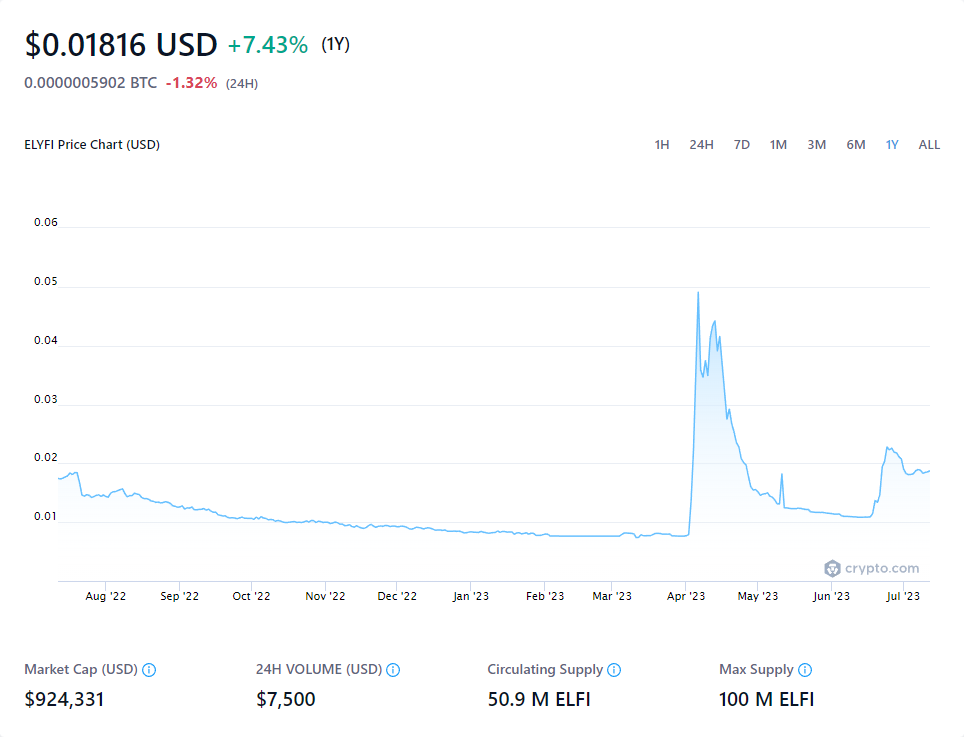 $0.01816 USD +7.43% (1Y)
0.0000005902 BTC -1.32% (24H)
ELYFI Price Chart (USD) 1H 24H 7D 1M 3M 6M 1Y ALL
0.06
0.05
0.04
0.03
0.02
0.01
crypto.com
Aug '22 Sep '22 Oct '22 Nov '22 Dec '22 Jan '23 Feb '23 Mar '23 Apr '23 May '23 Jun '23 Jul '23
Market Cap (USD) 24H VOLUME (USD) Circulating Supply Max Supply
$924,331 $7,500 50.9 M ELFI 100 M ELFI